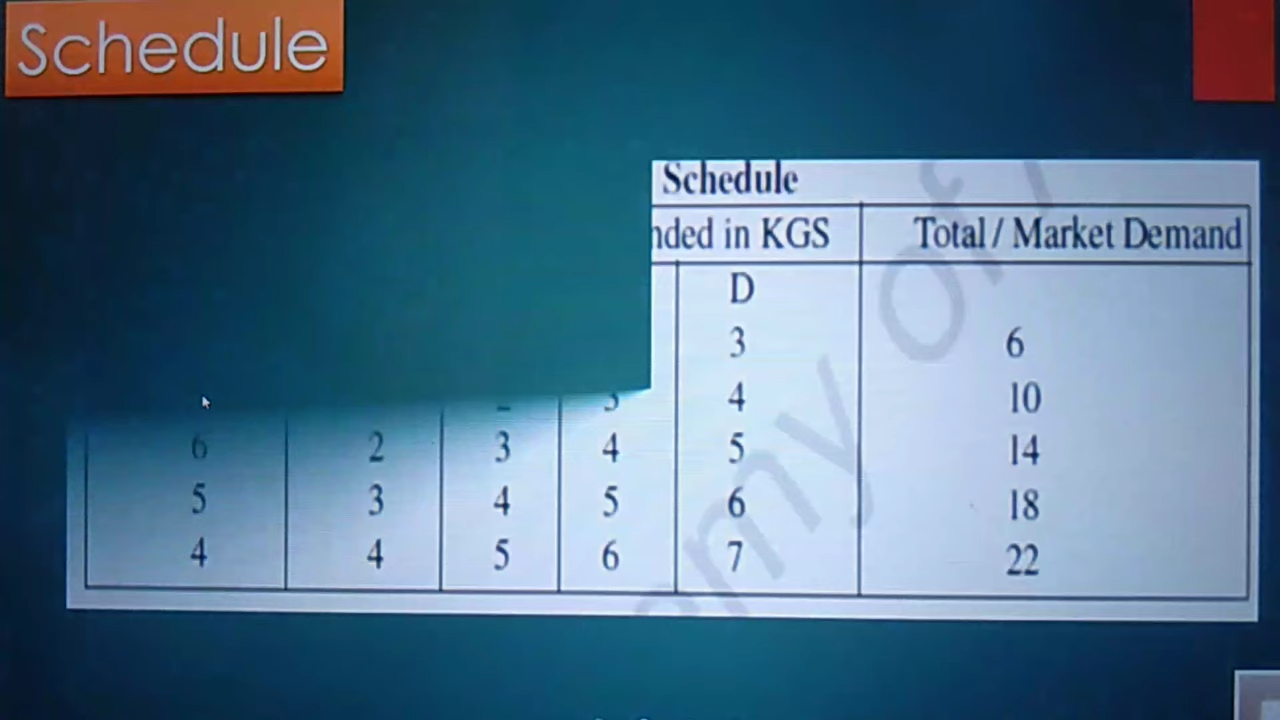 Schedule
Schedule
nded in KGS Total / Market Demand
D
3 6
3 4 10
6 2 3 4 5 14
5 3 4 5 6 18
4 4 5 6 7 22